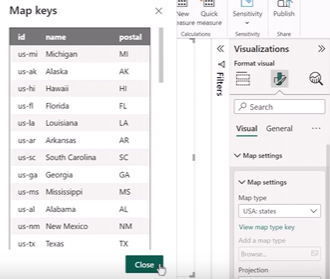 Map keys
New measure
Quick measure
Sensitivity
Publish
Calculations
Sensitivity
Share
id name postal
us-mi Michigan MI
us-ak Alaska AK
us-hi Hawaii HI
us-fl Florida FL
us-la Louisiana LA
us-ar Arkansas AR
us-sc South Carolina SC
us-ga Georgia GA
us-ms Mississippi MS
us-al Alabama AL
us-nm New Mexico NM
us-tx Texas TX
Close
Filters
Visualizations
Format visual
Search
Visual General
Map settings
Map settings
Map type
USA: states
View map type key
Add a map type
Browse...
Projection